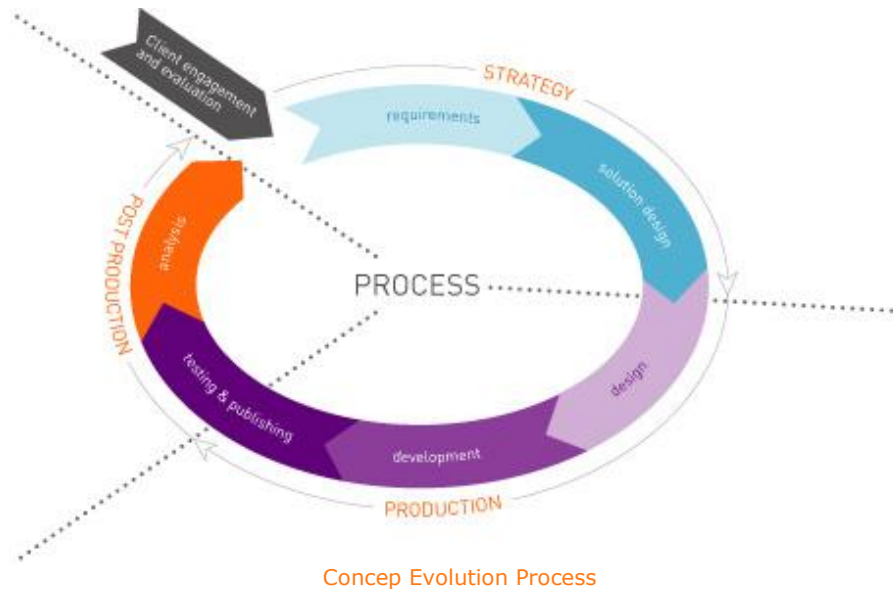 Client engagement
and evaluation
STRATEGY
requirements
solution design
PROCESS
design
development
PRODUCTION
testing & publishing
POST PRODUCTION
analysis
Concep Evolution Process